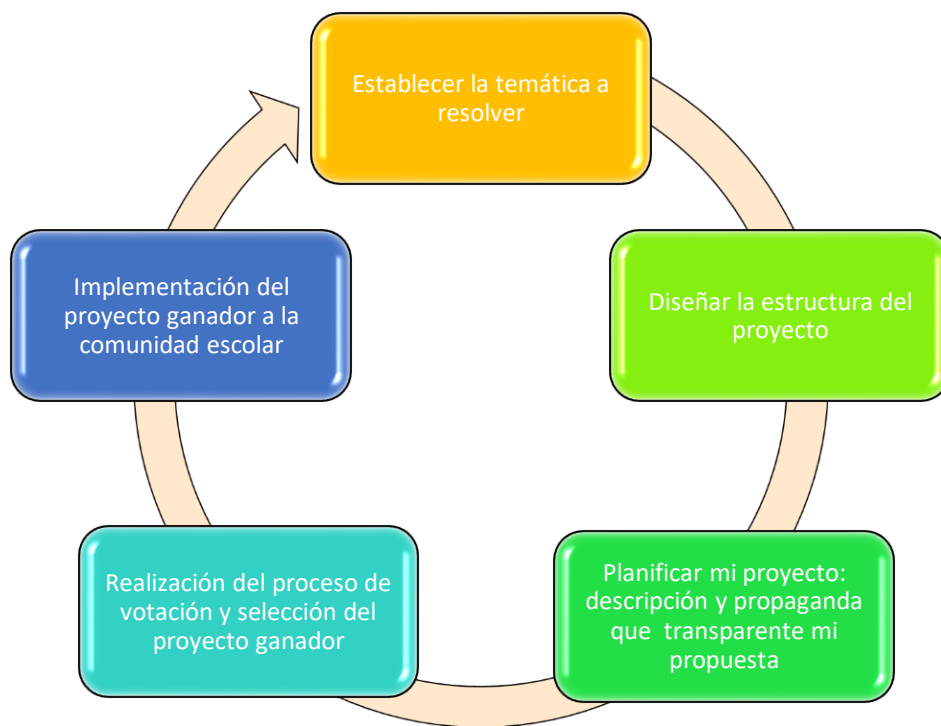 Establecer la temática a
resolver
Diseñar la estructura del
proyecto
Planificar mi proyecto:
descripción y propaganda
que transparente mi
propuesta
Realización del proceso de
votación y selección del
proyecto ganador
Implementación del
proyecto ganador a la
comunidad escolar